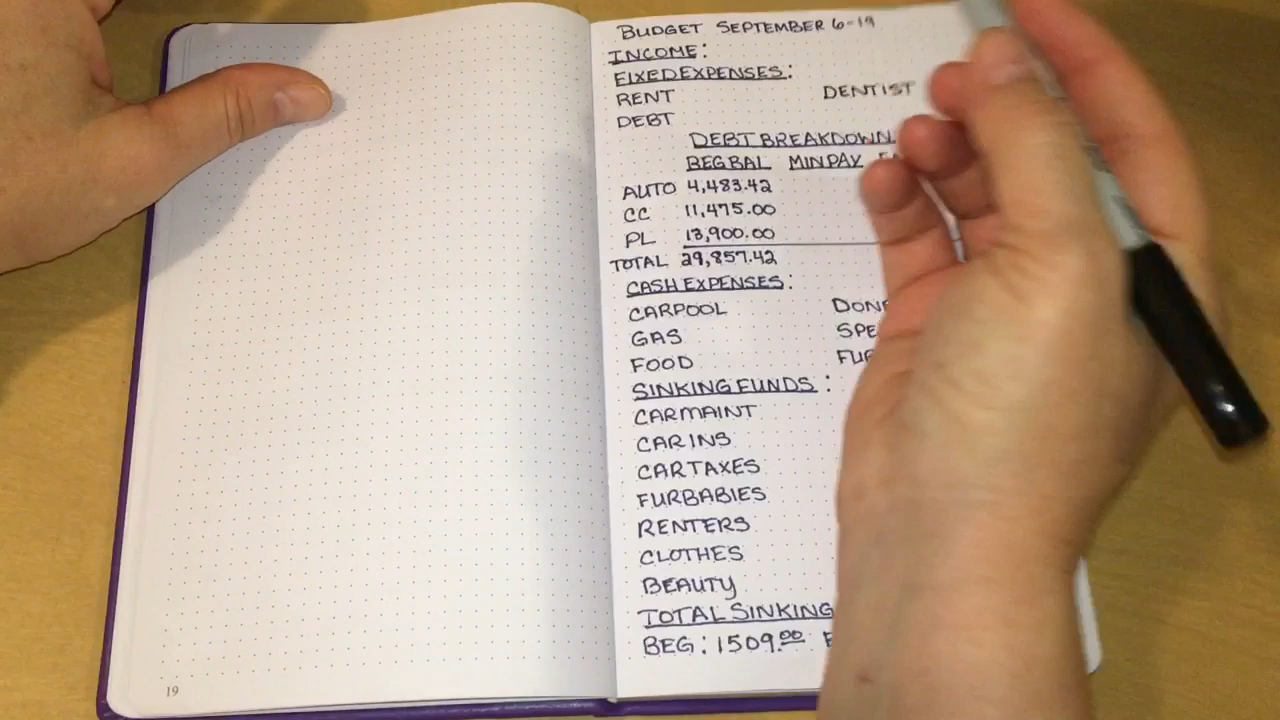 BUDGET SEPTEMBER 6-19
INCOME:
FIXED EXPENSES:
RENT DENTIST
DEBT
DEBT BREAKDOWN
BEG BAL MIN PAY
AUTO 4,483.42
CC 11,475.00
PL 13,900.00
TOTAL 29,857.42
CASH EXPENSES:
CARPOOL
GAS
FOOD
SINKING FUNDS:
CAR MAINT
CAR INS
CAR TAXES
FURBABIES
RENTERS
CLOTHES
BEAUTY
TOTAL SINKING
BEG: 1509.00
19